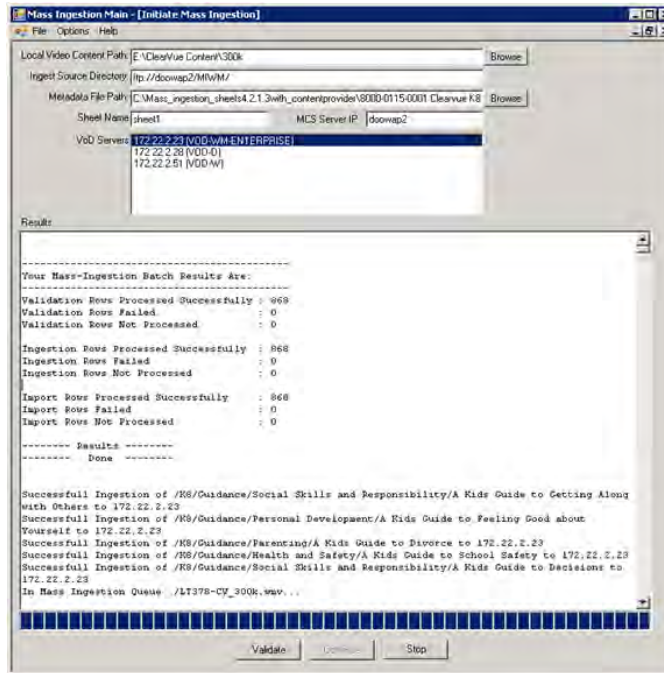 Mass Ingestion Main - [Initiate Mass Ingestion]
File Options Help
Local Video Content Path: E:\ClearVue Content\300k Browse
Ingest Source Directory: ftp://doowap2/MIWM/
Metadata File Path: C:\Mass_ingestion_sheets4.2.1.3with_contentprovider\8000-0115-0001 Clearvue K8 Browse
Sheet Name: sheet1 MCS Server IP doowap2
VoD Servers 172.22.2.23 (VOD-WM-ENTERPRISE)
172.22.2.28 (VOD-D)
172.22.2.51 (VOD-W)
Results
----------------------------------------
Your Mass-Ingestion Batch Results Are:
----------------------------------------
Validation Rows Processed Successfully : 868
Validation Rows Failed : 0
Validation Rows Not Processed : 0
Ingestion Rows Processed Successfully : 868
Ingestion Rows Failed : 0
Ingestion Rows Not Processed : 0
Import Rows Processed Successfully : 868
Import Rows Failed : 0
Import Rows Not Processed : 0
-------- Results --------
-------- Done --------
Successfull Ingestion of /K8/Guidance/Social Skills and Responsibility/A Kids Guide to Getting Along
with Others to 172.22.2.23
Successfull Ingestion of /K8/Guidance/Personal Development/A Kids Guide to Feeling Good about
Yourself to 172.22.2.23
Successfull Ingestion of /K8/Guidance/Parenting/A Kids Guide to Divorce to 172.22.2.23
Successfull Ingestion of /K8/Guidance/Health and Safety/A Kids Guide to School Safety to 172.22.2.23
Successfull Ingestion of /K8/Guidance/Social Skills and Responsibility/A Kids Guide to Decisions to
172.22.2.23
In Mass Ingestion Queue ./LT378-CV_300k.wmv...
Validate Stop